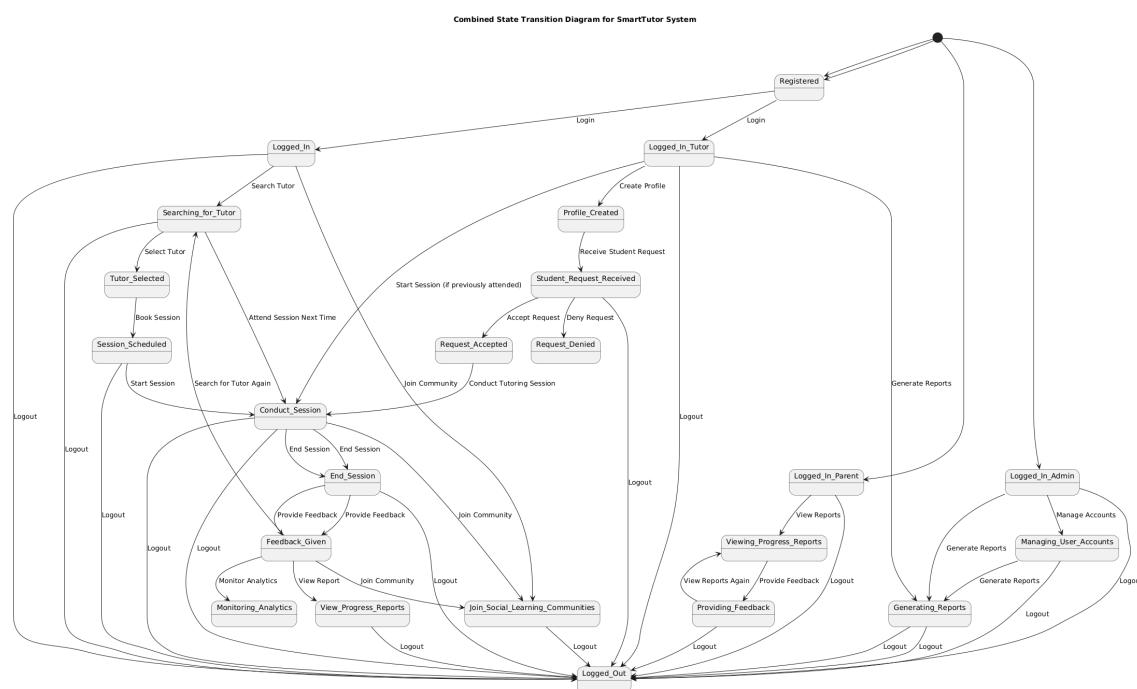 Combined State Transition Diagram for SmartTutor System
Registered
Login
Login
Logged_In
Logged_In_Tutor
Search Tutor
Create Profile
Searching_for_Tutor
Profile_Created
Select Tutor
Receive Student Request
Tutor_Selected
Student_Request_Received
Start Session (if previously attended)
Book Session
Attend Session Next Time
Accept Request
Deny Request
Session_Scheduled
Request_Accepted
Request_Denied
Start Session
Search for Tutor Again
Join Community
Conduct Tutoring Session
Generate Reports
Conduct_Session
Logout
Logout
Logout
End Session
End Session
End_Session
Logged_In_Parent
Logged_In_Admin
Logout
Provide Feedback
Provide Feedback
Join Community
Logout
View Reports
Manage Accounts
Feedback_Given
Viewing_Progress_Reports
Managing_User_Accounts
Logout
Logout
Generate Reports
Monitor Analytics
View Report
Join Community
Logout
View Reports Again
Provide Feedback
Logout
Generate Reports
Monitoring_Analytics
View_Progress_Reports
Join_Social_Learning_Communities
Providing_Feedback
Generating_Reports
Logout
Logout
Logout
Logout
Logout
Logout
Logged_Out